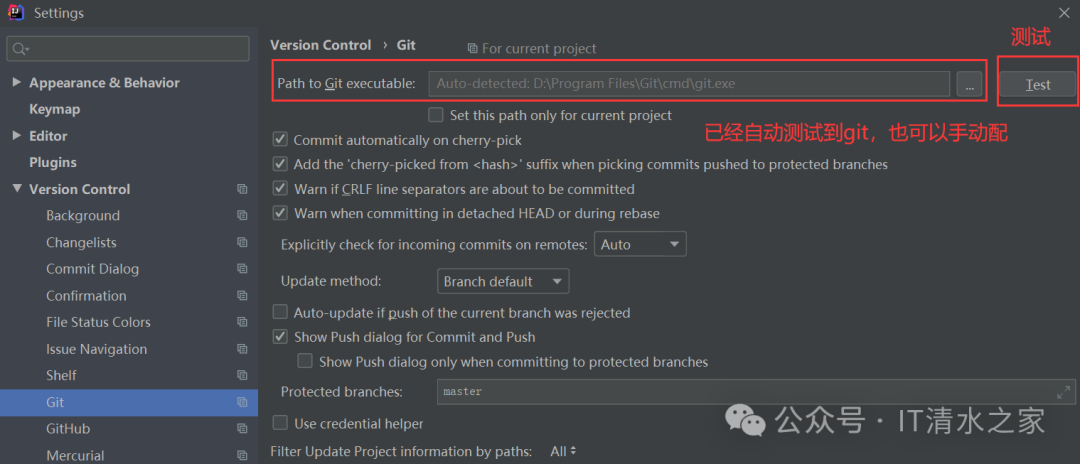 Settings
Appearance & Behavior
Keymap
Editor
Plugins
Version Control
Background
Changelists
Commit Dialog
Confirmation
File Status Colors
Issue Navigation
Shelf
Git
GitHub
Mercurial
Version Control › Git
For current project
测试
Path to Git executable:
Auto-detected: D:\Program Files\Git\cmd\git.exe
...
Test
Set this path only for current project
已经自动测试到git，也可以手动配
Commit automatically on cherry-pick
Add the 'cherry-picked from <hash>' suffix when picking commits pushed to protected branches
Warn if CRLF line separators are about to be committed
Warn when committing in detached HEAD or during rebase
Explicitly check for incoming commits on remotes: Auto
Update method: Branch default
Auto-update if push of the current branch was rejected
Show Push dialog for Commit and Push
Show Push dialog only when committing to protected branches
Protected branches: master
Use credential helper
Filter Update Project information by paths: All
公众号 · IT清水之家